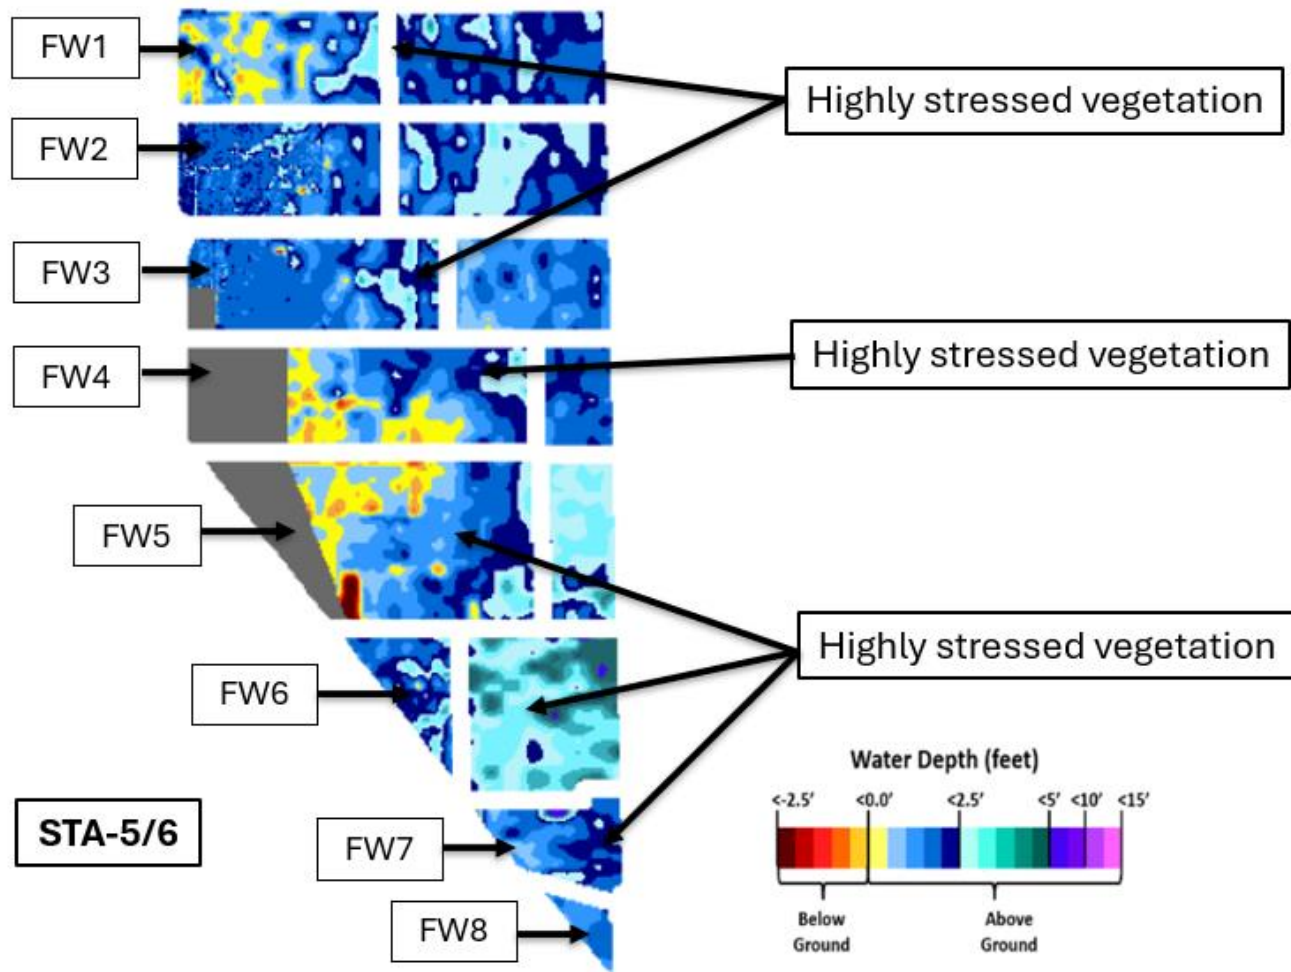 FW1
Highly stressed vegetation
FW2
FW3
Highly stressed vegetation
FW4
FW5
Highly stressed vegetation
FW6
STA-5/6
FW7
FW8
Water Depth (feet)
<-2.5' <0.0' <2.5' <5' <10' <15'
Below Above
Ground Ground